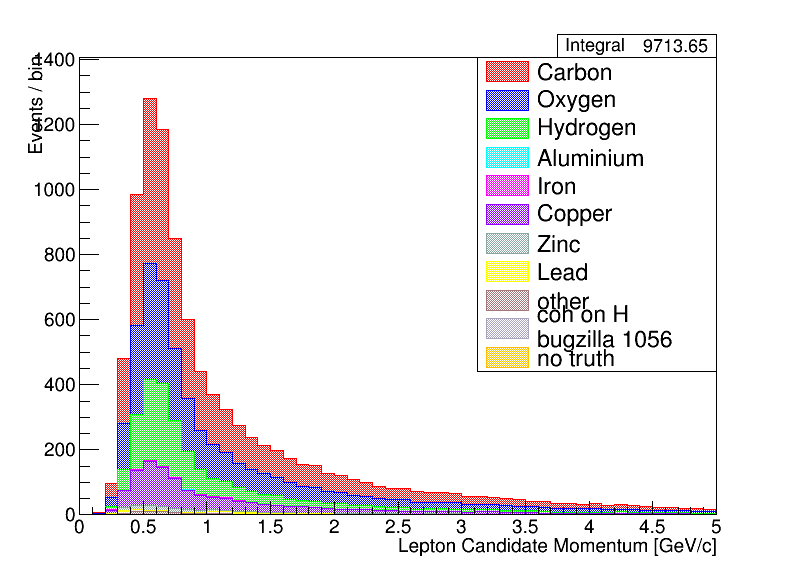 Integral 9713.65
Events / bin
1400
1200
1000
800
600
400
200
0
Carbon
Oxygen
Hydrogen
Aluminium
Iron
Copper
Zinc
Lead
other
coh on H
bugzilla 1056
no truth
0 0.5 1 1.5 2 2.5 3 3.5 4 4.5 5
Lepton Candidate Momentum [GeV/c]